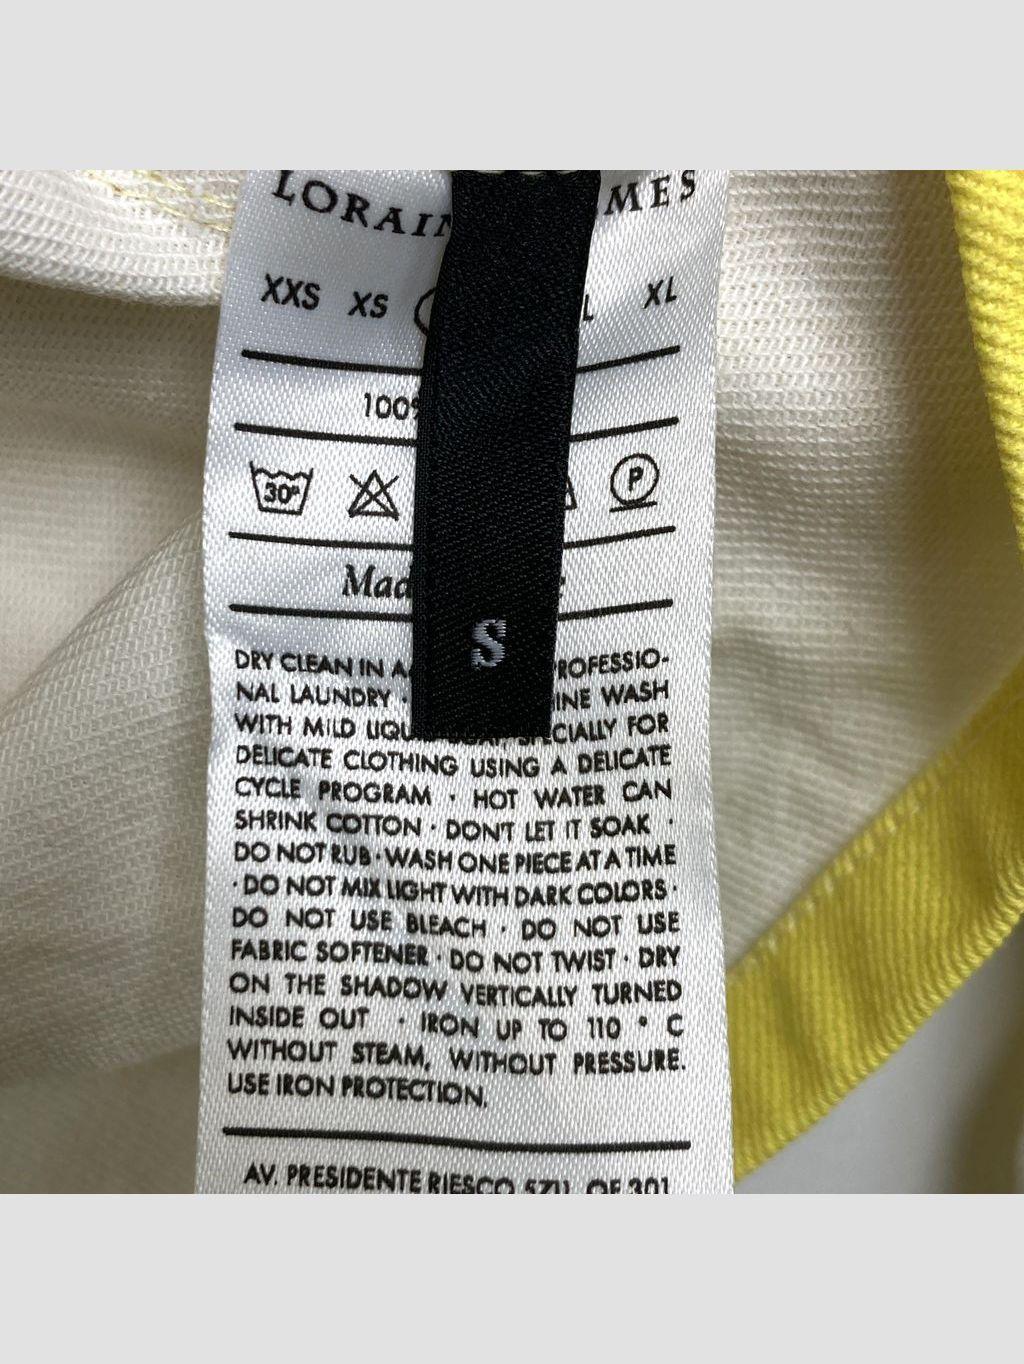 LORAIN MES
XXS XS L XL
100%
30° P
Mad
S
DRY CLEAN IN A ROFESSIO-
NAL LAUNDRY · INE WASH
WITH MILD LIQU SPECIALLY FOR
DELICATE CLOTHING USING A DELICATE
CYCLE PROGRAM · HOT WATER CAN
SHRINK COTTON · DON'T LET IT SOAK ·
DO NOT RUB · WASH ONE PIECE AT A TIME
· DO NOT MIX LIGHT WITH DARK COLORS ·
DO NOT USE BLEACH · DO NOT USE
FABRIC SOFTENER · DO NOT TWIST · DRY
ON THE SHADOW VERTICALLY TURNED
INSIDE OUT · IRON UP TO 110 ° C
WITHOUT STEAM, WITHOUT PRESSURE.
USE IRON PROTECTION.
AV. PRESIDENTE RIESCO OF 301